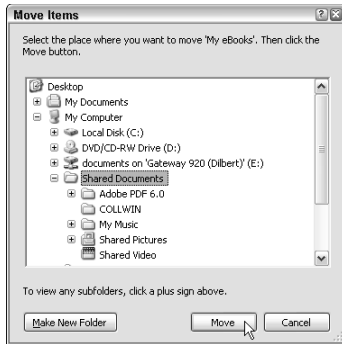 Move Items
Select the place where you want to move 'My eBooks'. Then click the
Move button.
Desktop
My Documents
My Computer
Local Disk (C:)
DVD/CD-RW Drive (D:)
documents on 'Gateway 920 (Dilbert)' (E:)
Shared Documents
Adobe PDF 6.0
COLLWIN
My Music
Shared Pictures
Shared Video
To view any subfolders, click a plus sign above.
Make New Folder Move Cancel